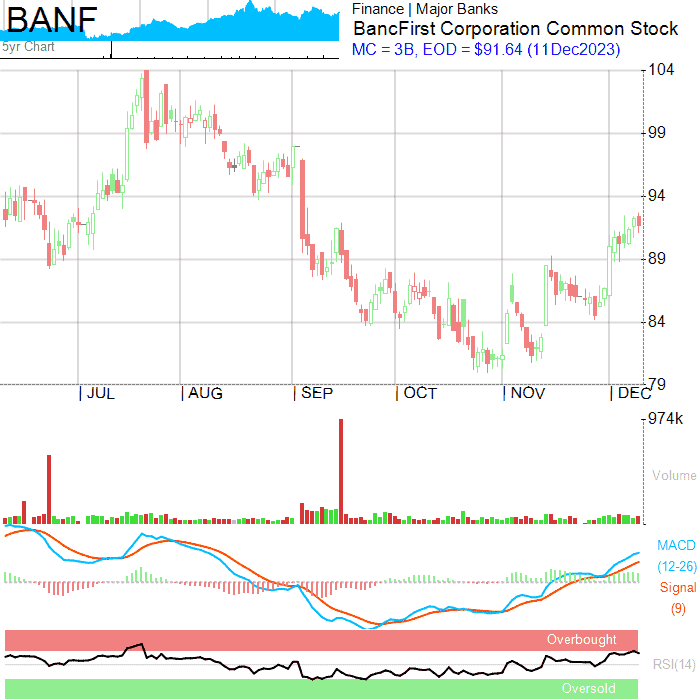 BANF
5yr Chart
Finance | Major Banks
BancFirst Corporation Common Stock
MC = 3B, EOD = $91.64 (11Dec2023)
104
99
94
89
84
79
JUL AUG SEP OCT NOV DEC
974k
Volume
MACD
(12-26)
Signal
(9)
Overbought
RSI(14)
Oversold